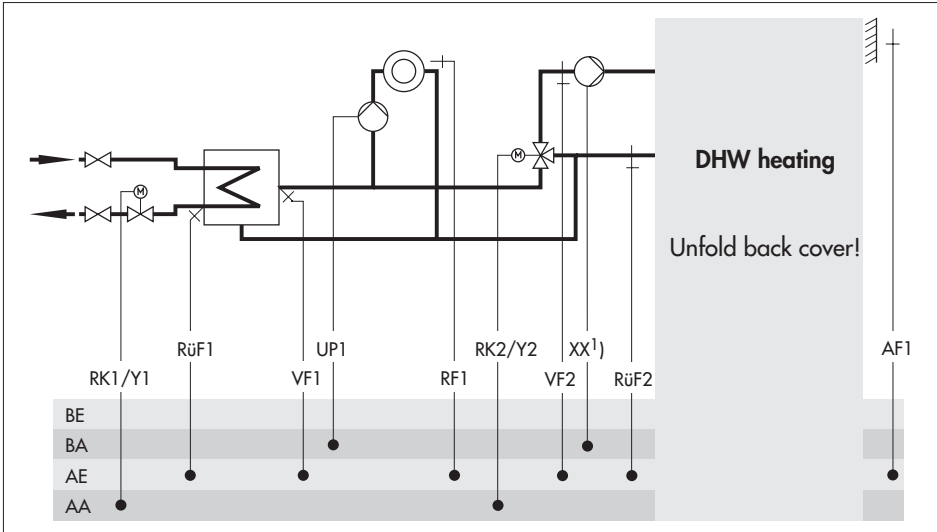 M
M
DHW heating
Unfold back cover!
RüF1 UP1 RK2/Y2 XX1) AF1
RK1/Y1 VF1 RF1 VF2 RüF2
BE
BA
AE
AA